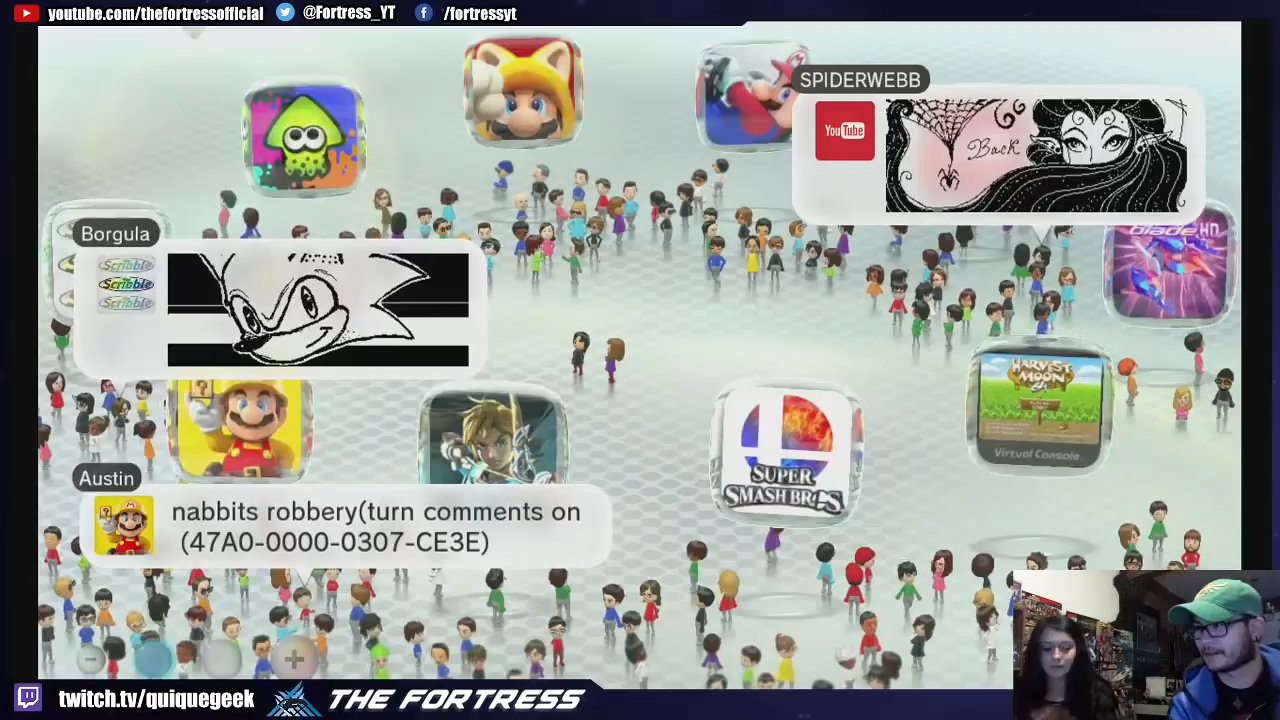 youtube.com/thefortressofficial @Fortress_YT /fortressyt
SPIDERWEBB
YouTube
Back
Borgula
Scribble
Scribble
Scribble
blade HD
HARVEST
MOON
Virtual Console
SUPER
SMASH BROS
Austin
nabbits robbery(turn comments on
(47A0-0000-0307-CE3E)
twitch.tv/quiquegeek THE FORTRESS